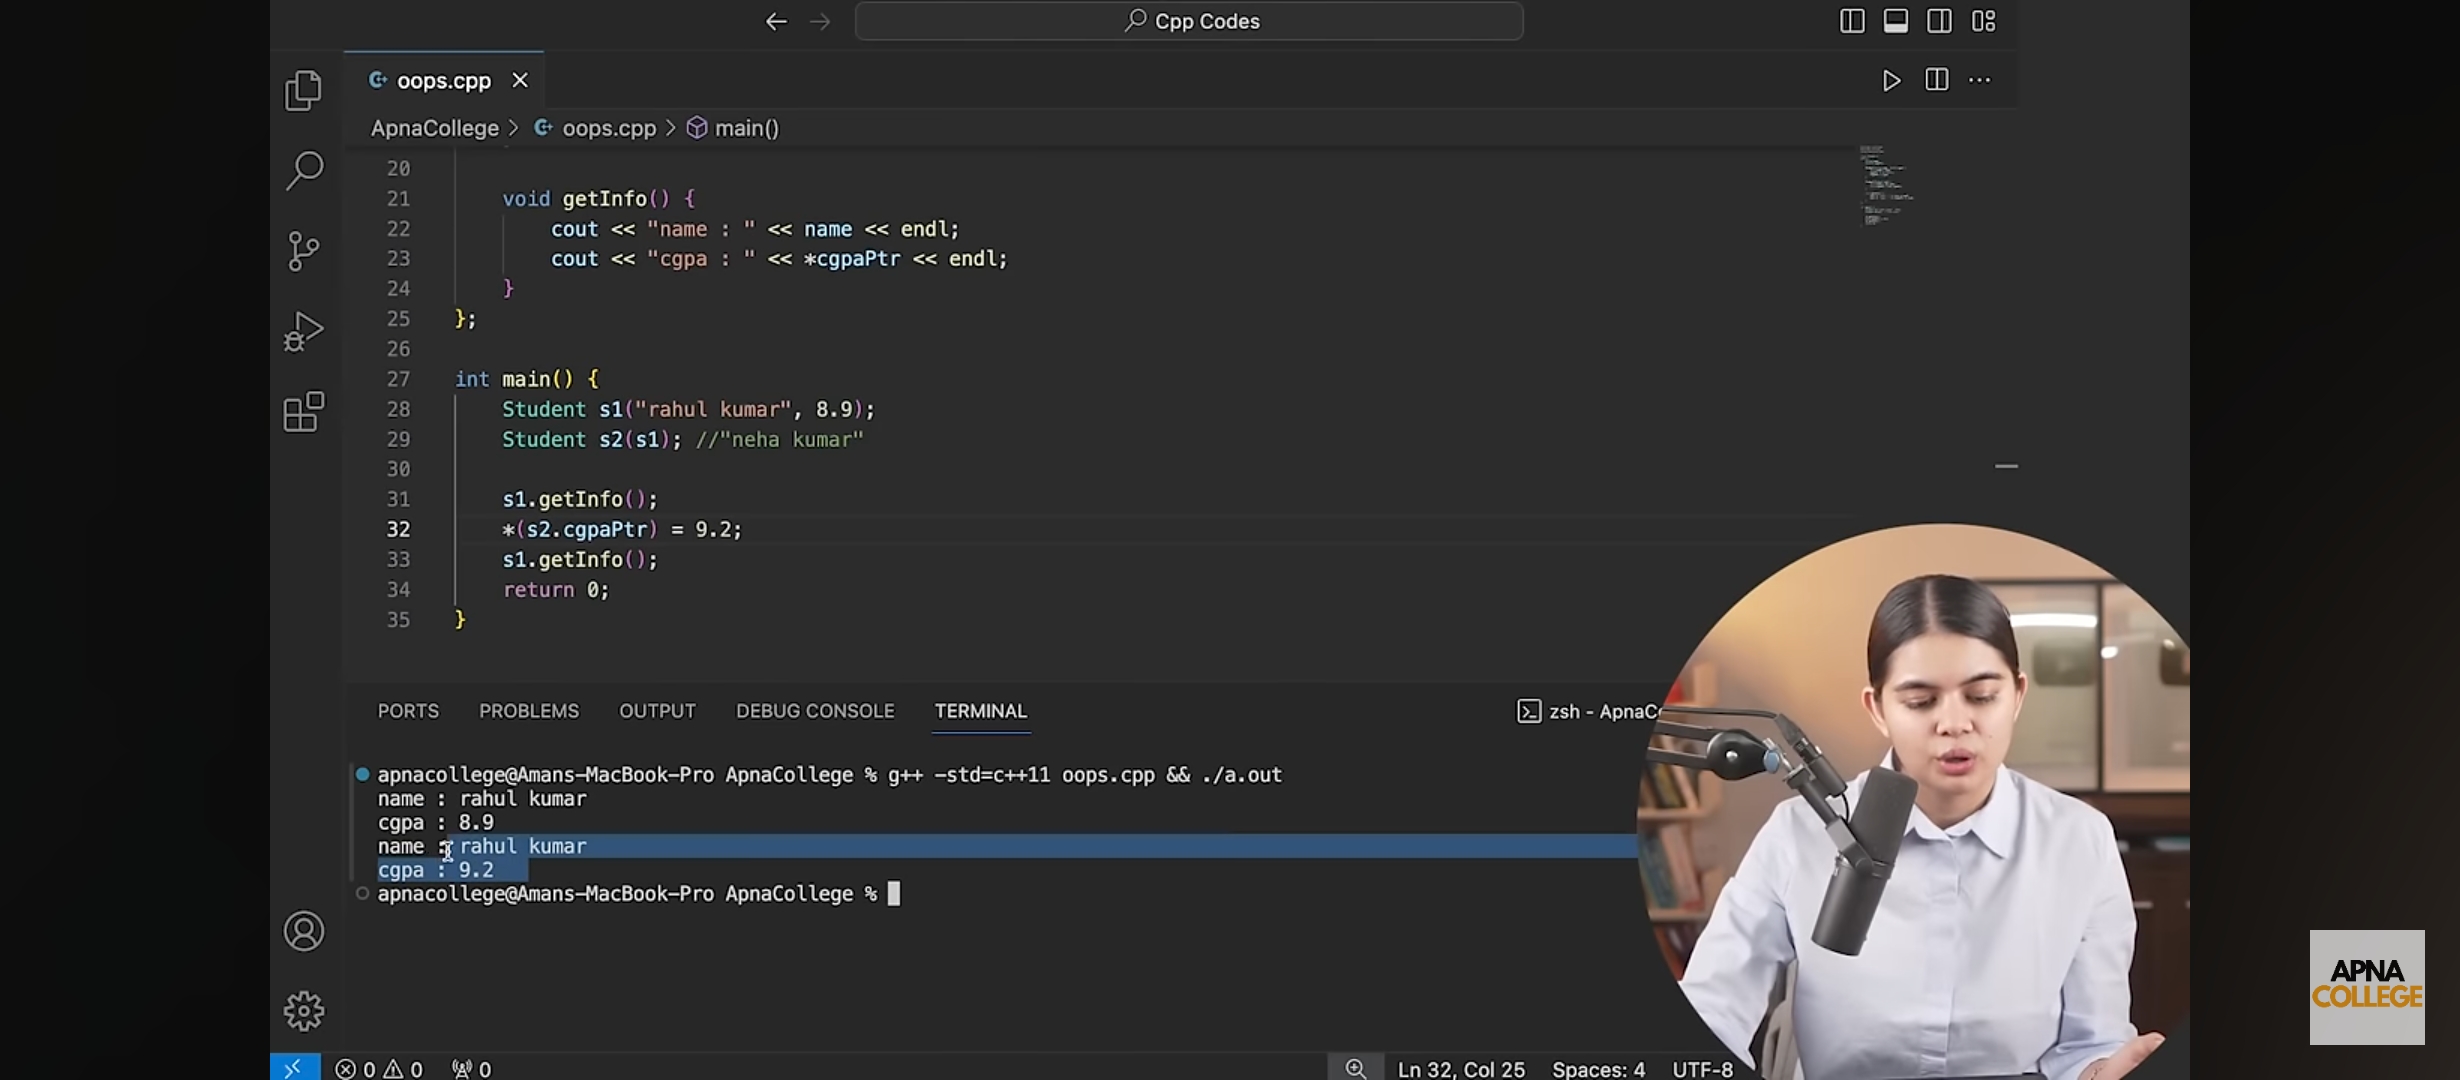 Cpp Codes
oops.cpp
ApnaCollege > oops.cpp > main()
20
21 void getInfo() {
22 cout << "name : " << name << endl;
23 cout << "cgpa : " << *cgpaPtr << endl;
24 }
25 };
26
27 int main() {
28 Student s1("rahul kumar", 8.9);
29 Student s2(s1); //"neha kumar"
30
31 s1.getInfo();
32 *(s2.cgpaPtr) = 9.2;
33 s1.getInfo();
34 return 0;
35 }
PORTS PROBLEMS OUTPUT DEBUG CONSOLE TERMINAL zsh - ApnaC
apnacollege@Amans-MacBook-Pro ApnaCollege % g++ -std=c++11 oops.cpp && ./a.out
name : rahul kumar
cgpa : 8.9
name : rahul kumar
cgpa : 9.2
apnacollege@Amans-MacBook-Pro ApnaCollege %
APNA
COLLEGE
0 0 0 Ln 32, Col 25 Spaces: 4 UTF-8